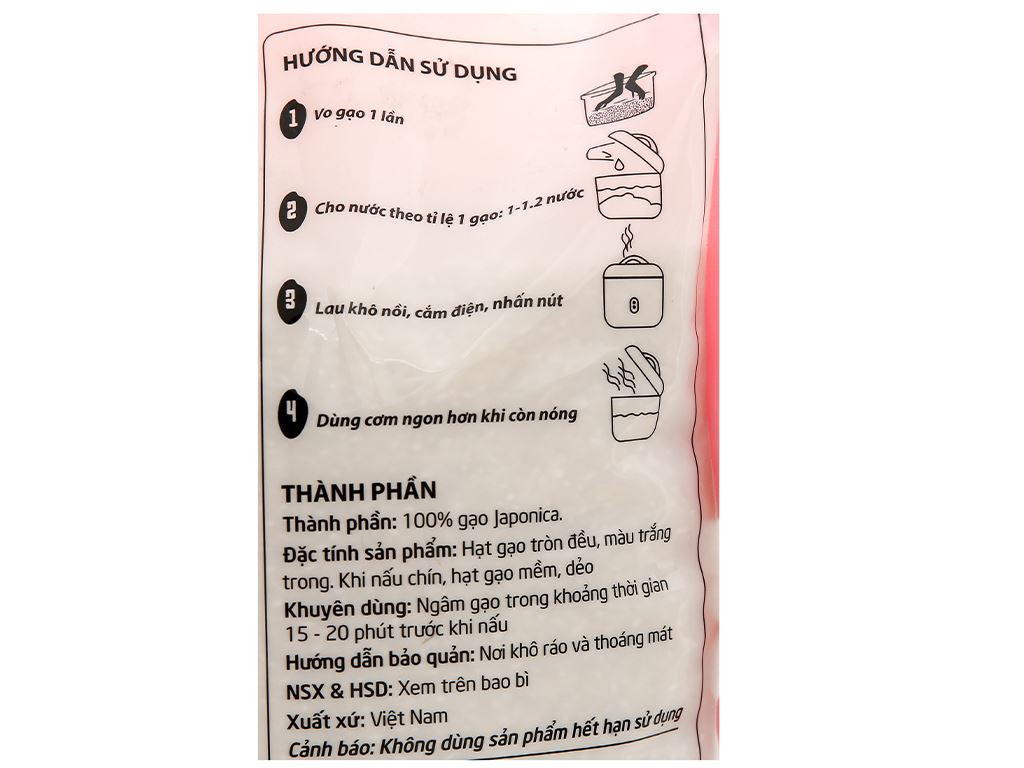 HƯỚNG DẪN SỬ DỤNG
1 Vo gạo 1 lần
2 Cho nước theo tỉ lệ 1 gạo: 1-1.2 nước
3 Lau khô nồi, cắm điện, nhấn nút
4 Dùng cơm ngon hơn khi còn nóng
THÀNH PHẦN
Thành phần: 100% gạo Japonica.
Đặc tính sản phẩm: Hạt gạo tròn đều, màu trắng
trong. Khi nấu chín, hạt gạo mềm, dẻo
Khuyên dùng: Ngâm gạo trong khoảng thời gian
15 - 20 phút trước khi nấu
Hướng dẫn bảo quản: Nơi khô ráo và thoáng mát
NSX & HSD: Xem trên bao bì
Xuất xứ: Việt Nam
Cảnh báo: Không dùng sản phẩm hết hạn sử dụng